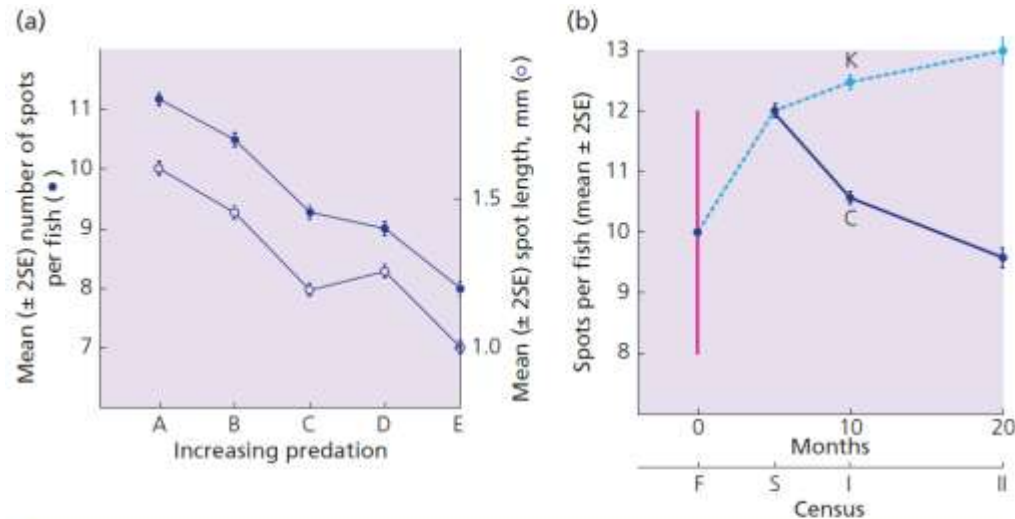 (a)
Mean (± 2SE) number of spots
per fish (●)
11
10
9
8
7
1.5
1.0
Mean (± 2SE) spot length, mm (○)
A B C D E
Increasing predation
(b)
Spots per fish (mean ± 2SE)
13
12
11
10
9
8
K
C
0 10 20
Months
F S I II
Census